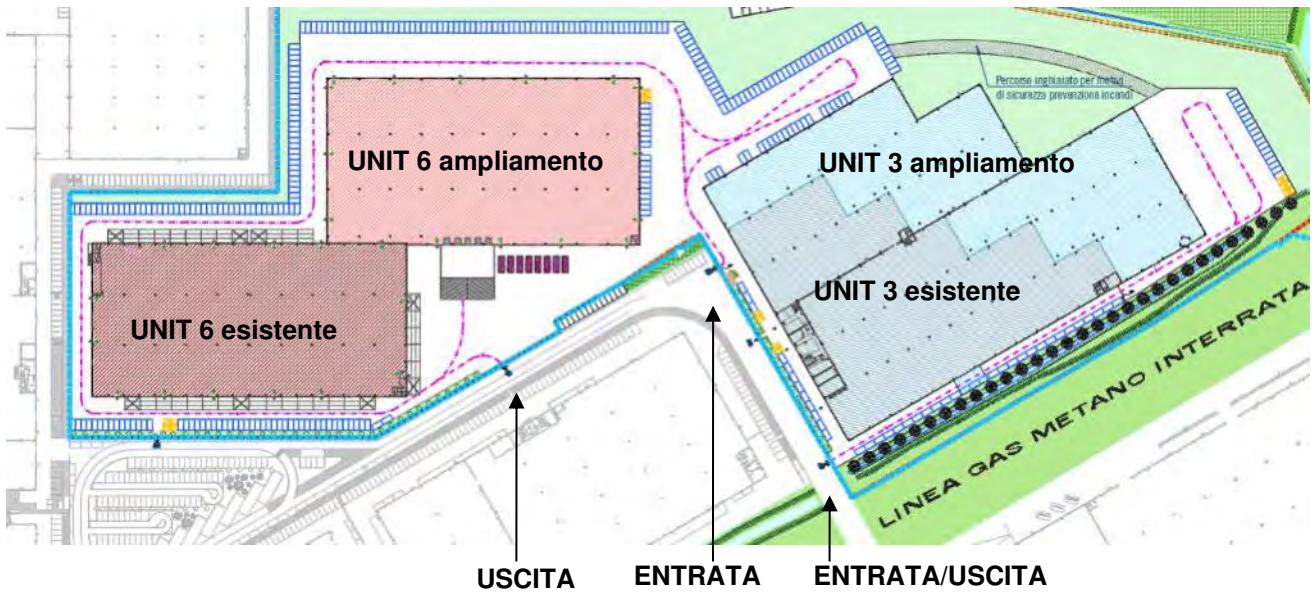 Percorso inghiaiato per motivi
di sicurezza prevenzione incendi
UNIT 6 ampliamento
UNIT 3 ampliamento
UNIT 3 esistente
UNIT 6 esistente
LINEA GAS METANO INTERRATA
USCITA
ENTRATA
ENTRATA/USCITA